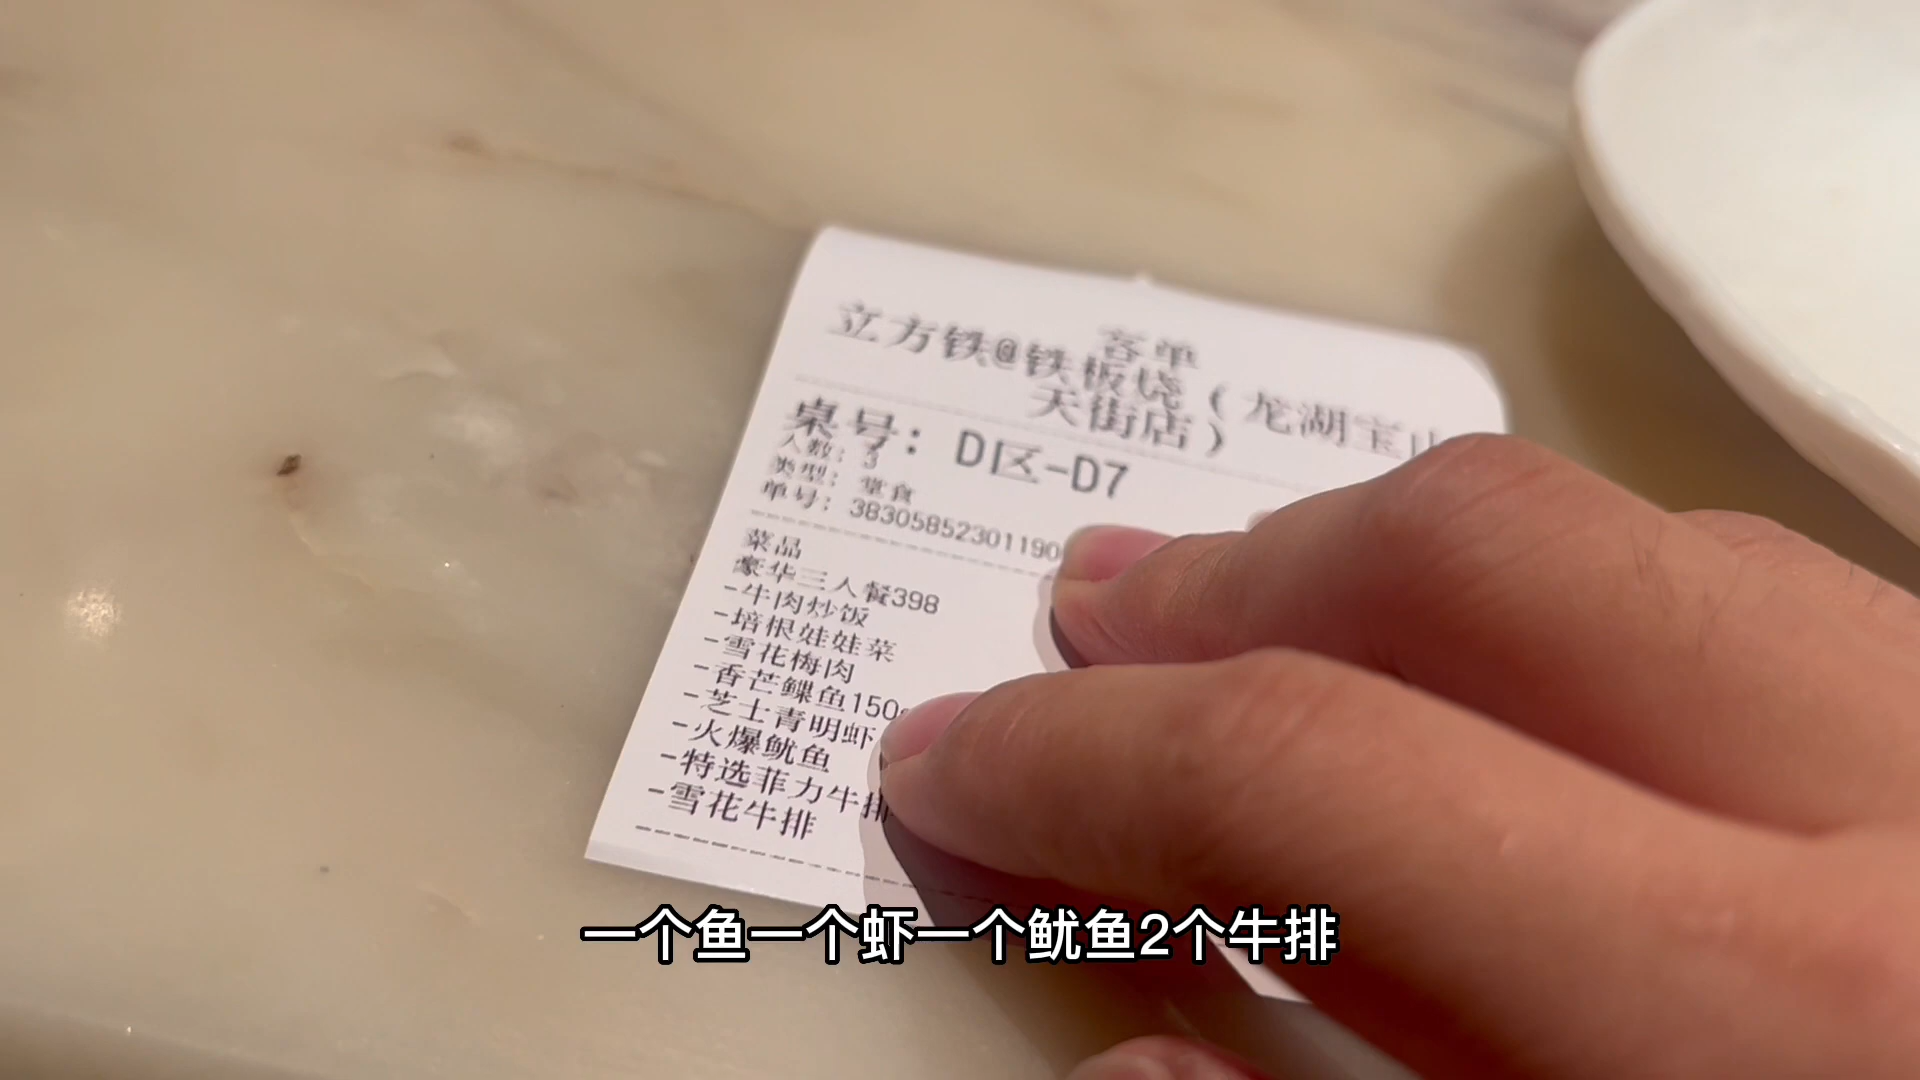 客单
立方铁@铁板烧（龙湖宝山
天街店）
桌号：D区-D7
人数：3
类型：堂食
单号：38305852301190
菜品
豪华三人餐398
-牛肉炒饭
-培根娃娃菜
-雪花梅肉
-香芒鲽鱼150
-芝士青明虾
-火爆鱿鱼
-特选菲力牛排
-雪花牛排
一个鱼一个虾一个鱿鱼2个牛排